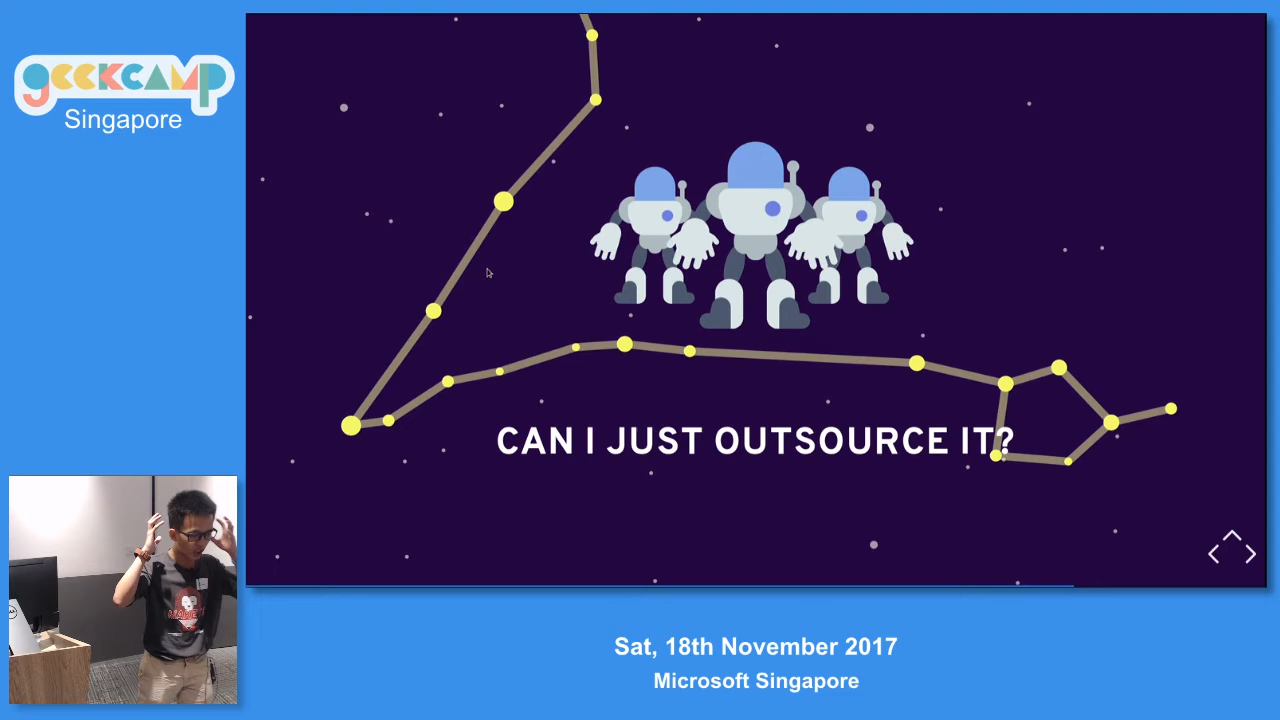 geekcamp
Singapore
CAN I JUST OUTSOURCE IT?
Sat, 18th November 2017
Microsoft Singapore